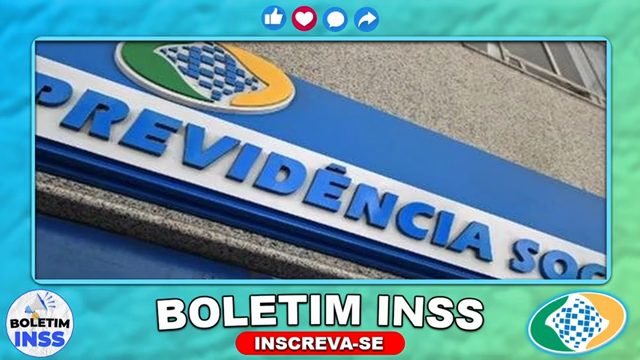 PREVIDÊNCIA SOC
BOLETIM INSS
INSCREVA-SE
BOLETIM
INSS